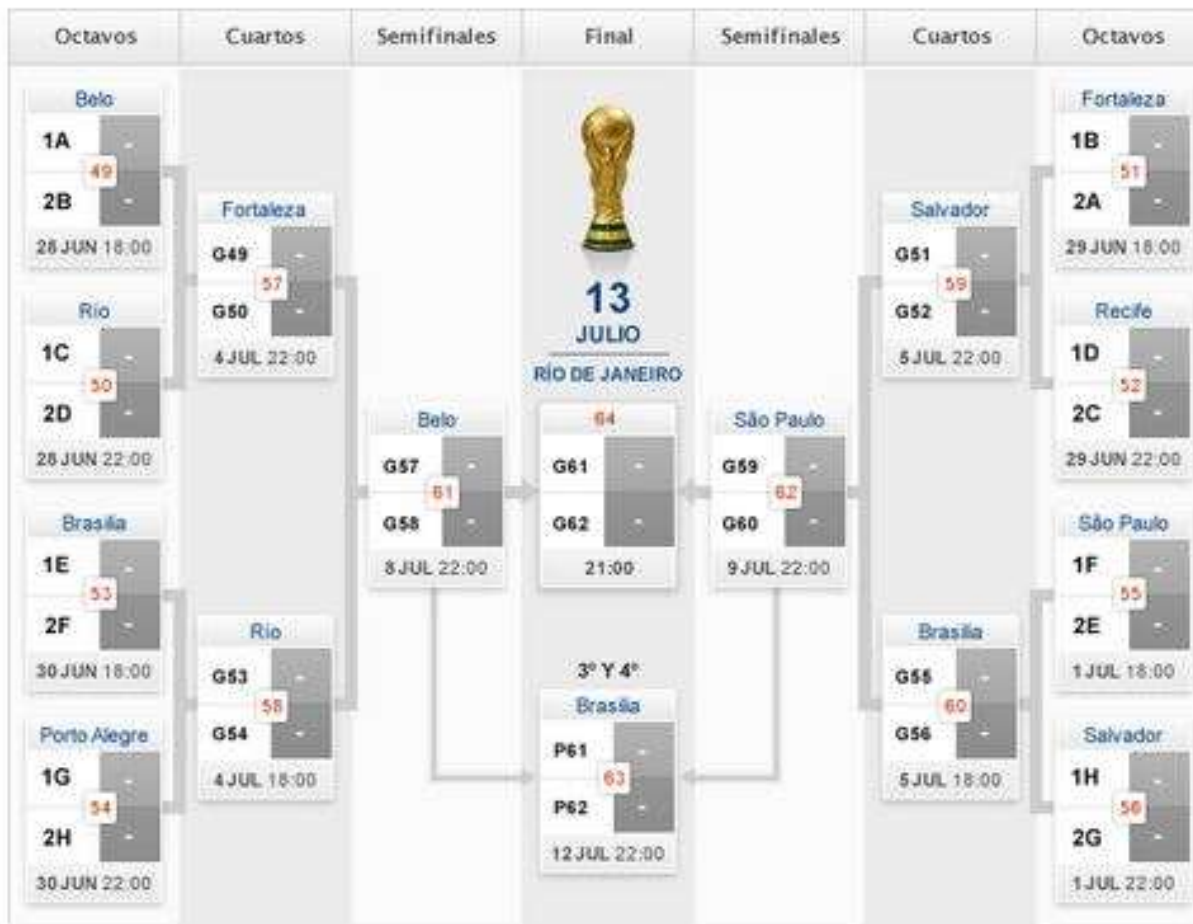 Octavos Cuartos Semifinales Final Semifinales Cuartos Octavos
Belo
1A
49
2B
28 JUN 18:00
Rio
1C
50
2D
28 JUN 22:00
Brasilia
1E
53
2F
30 JUN 18:00
Porto Alegre
1G
54
2H
30 JUN 22:00
Fortaleza
G49
57
G50
4 JUL 22:00
Rio
G53
58
G54
4 JUL 18:00
Belo
G57
61
G58
8 JUL 22:00
13
JULIO
RÍO DE JANEIRO
64
G61
G62
21:00
3º Y 4º
Brasilia
P61
63
P62
12 JUL 22:00
São Paulo
G59
62
G60
9 JUL 22:00
Salvador
G51
59
G52
5 JUL 22:00
Brasilia
G55
60
G56
5 JUL 18:00
Fortaleza
1B
51
2A
29 JUN 18:00
Recife
1D
52
2C
29 JUN 22:00
São Paulo
1F
55
2E
1 JUL 18:00
Salvador
1H
56
2G
1 JUL 22:00